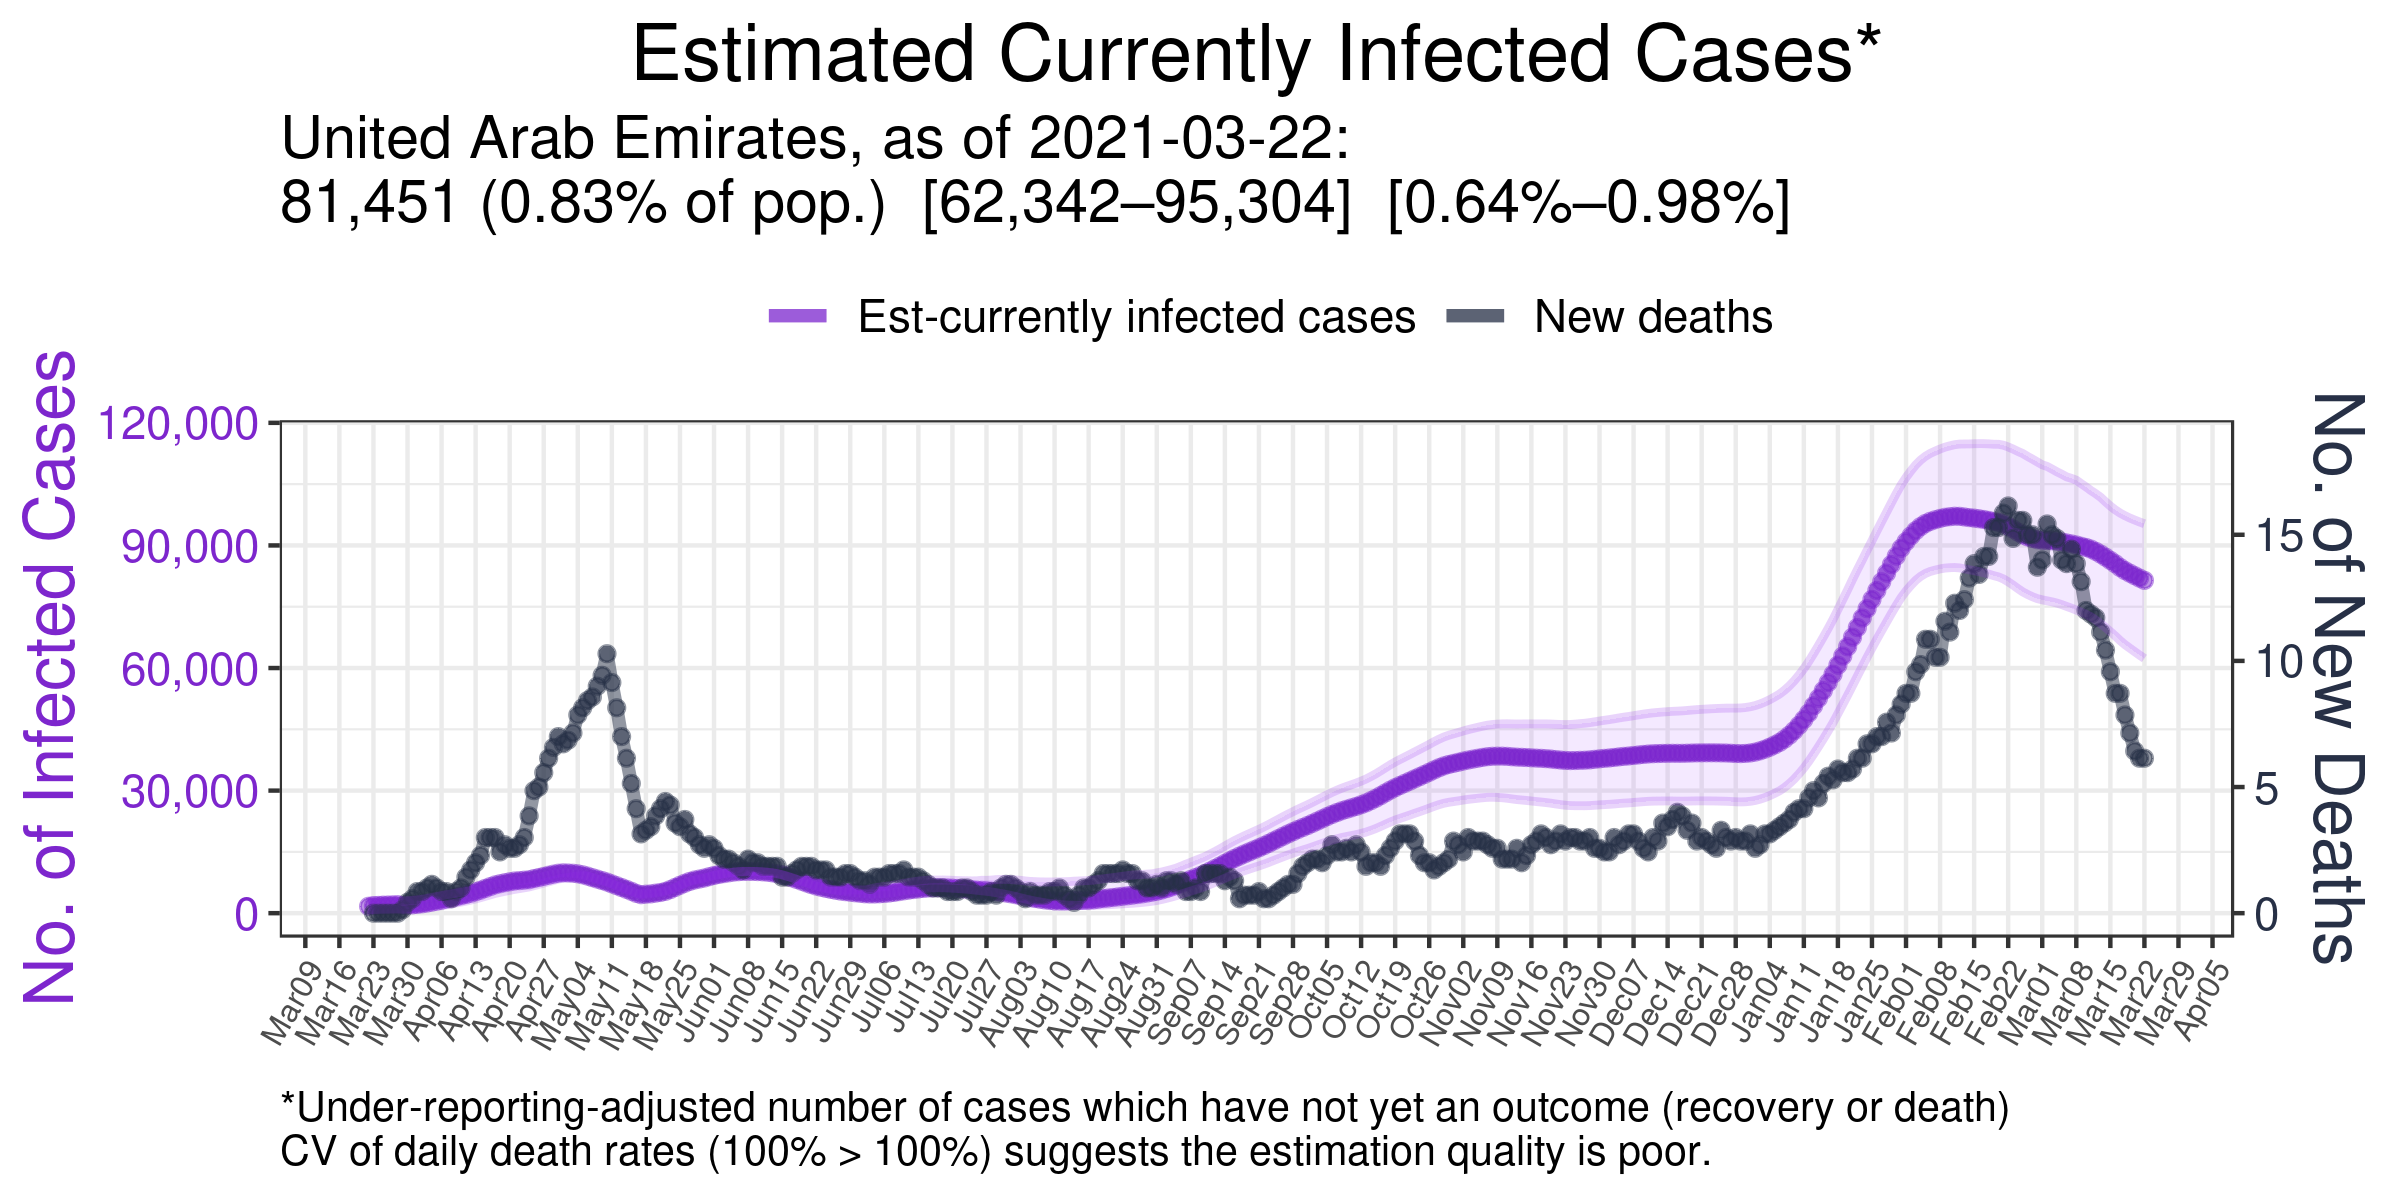 Estimated Currently Infected Cases*
United Arab Emirates, as of 2021-03-22:
81,451 (0.83% of pop.) [62,342–95,304] [0.64%–0.98%]
Est-currently infected cases New deaths
No. of Infected Cases
120,000
90,000
60,000
30,000
0
No. of New Deaths
15
10
5
0
Mar09 Mar16 Mar23 Mar30 Apr06 Apr13 Apr20 Apr27 May04 May11 May18 May25 Jun01 Jun08 Jun15 Jun22 Jun29 Jul06 Jul13 Jul20 Jul27 Aug03 Aug10 Aug17 Aug24 Aug31 Sep07 Sep14 Sep21 Sep28 Oct05 Oct12 Oct19 Oct26 Nov02 Nov09 Nov16 Nov23 Nov30 Dec07 Dec14 Dec21 Dec28 Jan04 Jan11 Jan18 Jan25 Feb01 Feb08 Feb15 Feb22 Mar01 Mar08 Mar15 Mar22 Mar29 Apr05
*Under-reporting-adjusted number of cases which have not yet an outcome (recovery or death)
CV of daily death rates (100% > 100%) suggests the estimation quality is poor.